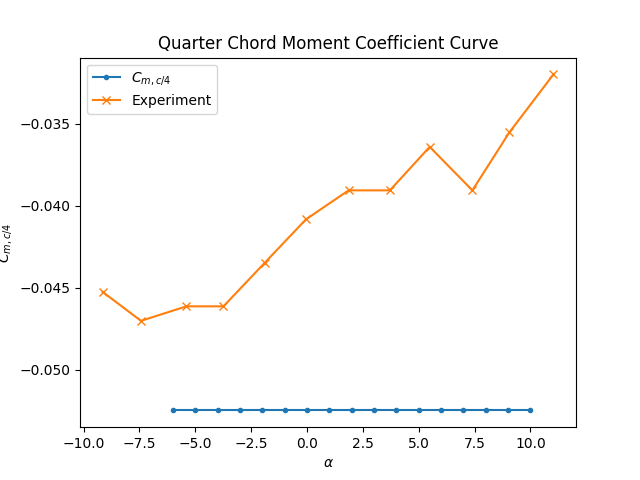 Quarter Chord Moment Coefficient Curve
C_{m, c/4}
Experiment
−0.035
−0.040
−0.045
−0.050
C_{m, c/4}
−10.0 −7.5 −5.0 −2.5 0.0 2.5 5.0 7.5 10.0
α